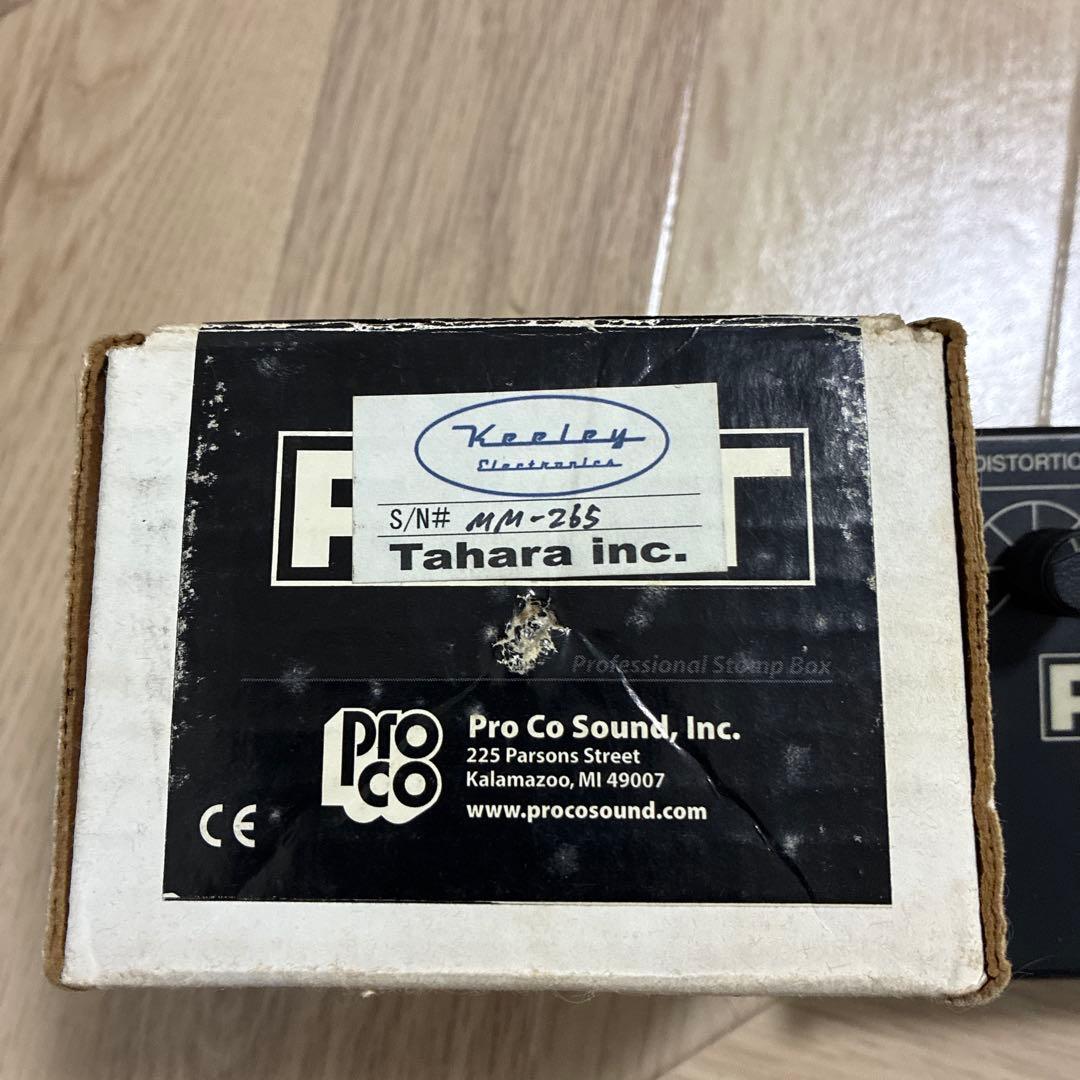 Keeley
Electronics
S/N# MM-265
Tahara inc.
Professional Stomp Box
pro
co
Pro Co Sound, Inc.
225 Parsons Street
Kalamazoo, MI 49007
www.procosound.com
CE
DISTORTIO